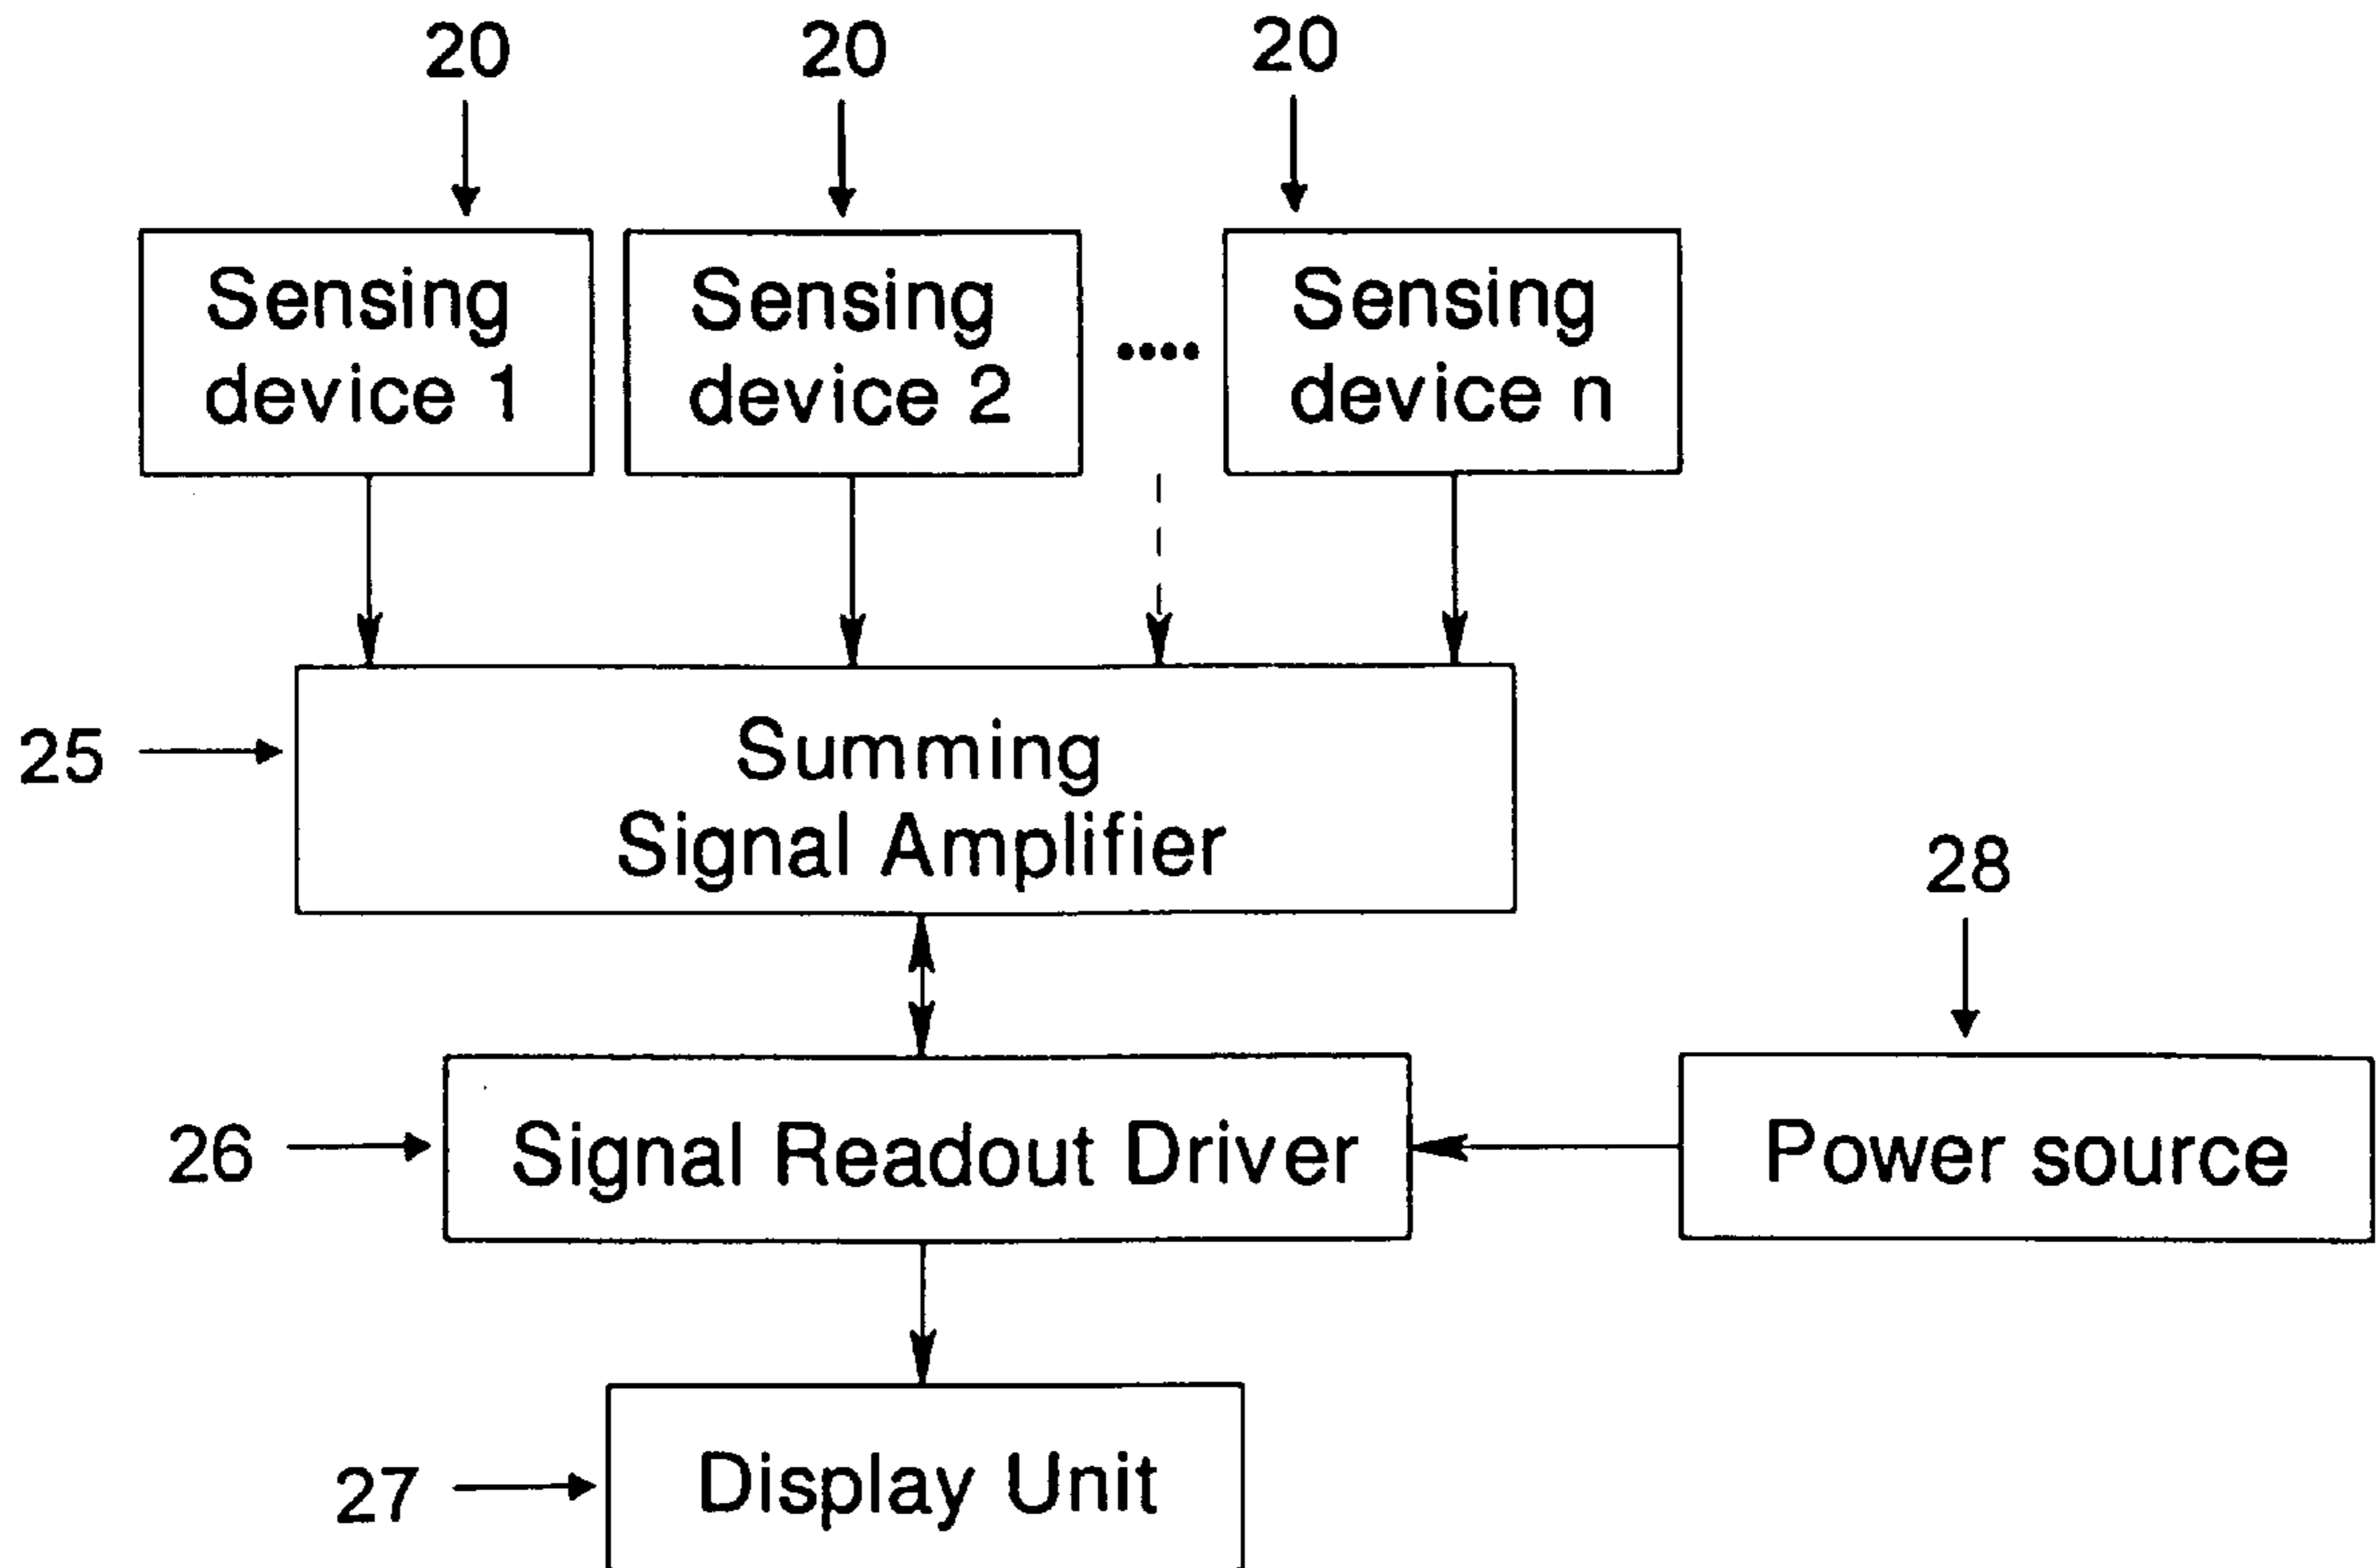 20 20 20
Sensing device 1
Sensing device 2
....
Sensing device n
25
Summing
Signal Amplifier
28
26
Signal Readout Driver
Power source
27
Display Unit